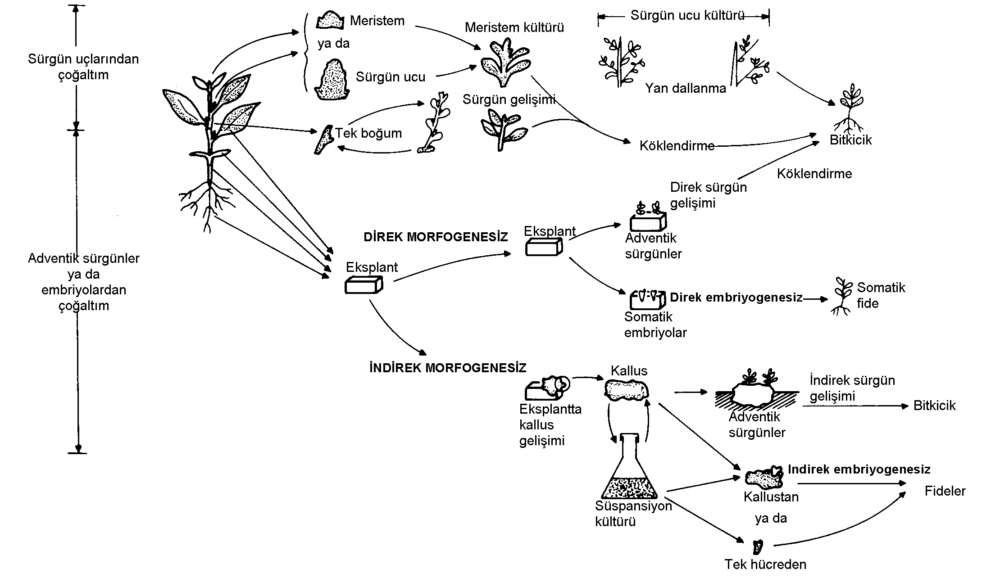 Sürgün uçlarından
çoğaltım
Adventik sürgünler
ya da
embriyolardan
çoğaltım
Meristem
ya da
Sürgün ucu
Tek boğum
Meristem kültürü
Sürgün gelişimi
Sürgün ucu kültürü
Yan dallanma
Köklendirme
Bitkicik
Köklendirme
Direk sürgün
gelişimi
Eksplant
DİREK MORFOGENESİZ
Eksplant
Adventik
sürgünler
Somatik
embriyolar
Direk embriyogenesiz
Somatik
fide
İNDİREK MORFOGENESİZ
Eksplantta
kallus
gelişimi
Kallus
Süspansiyon
kültürü
Adventik
sürgünler
İndirek sürgün
gelişimi
Bitkicik
Indirek embriyogenesiz
Kallustan
ya da
Tek hücreden
Fideler